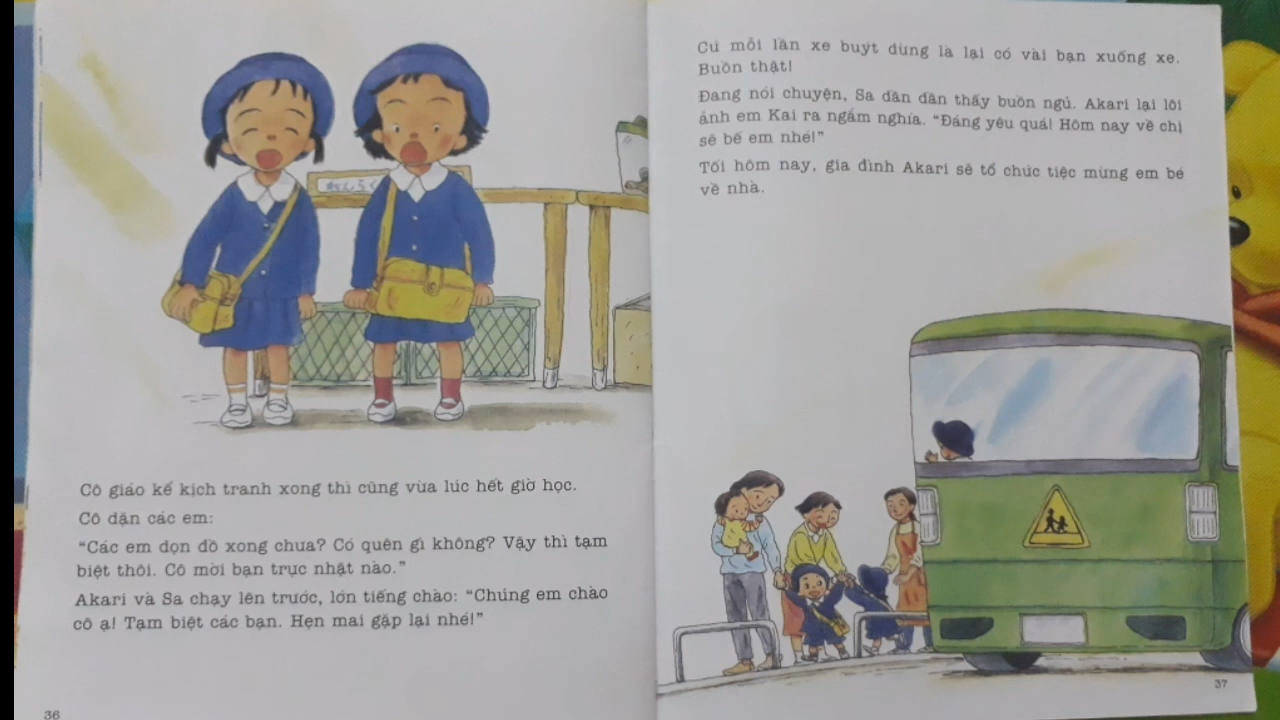 Cô giáo kể kịch tranh xong thì cũng vừa lúc hết giờ học.
Cô dặn các em:
“Các em dọn đồ xong chưa? Có quên gì không? Vậy thì tạm
biệt thôi. Cô mời bạn trực nhật nào.”
Akari và Sa chạy lên trước, lớn tiếng chào: “Chúng em chào
cô ạ! Tạm biệt các bạn. Hẹn mai gặp lại nhé!”
36
Cứ mỗi lần xe buýt dừng là lại có vài bạn xuống xe.
Buồn thật!
Đang nói chuyện, Sa dần dần thấy buồn ngủ. Akari lại lôi
ảnh em Kai ra ngắm nghía. “Đáng yêu quá! Hôm nay về chị
sẽ bế em nhé!”
Tối hôm nay, gia đình Akari sẽ tổ chức tiệc mừng em bé
về nhà.
37